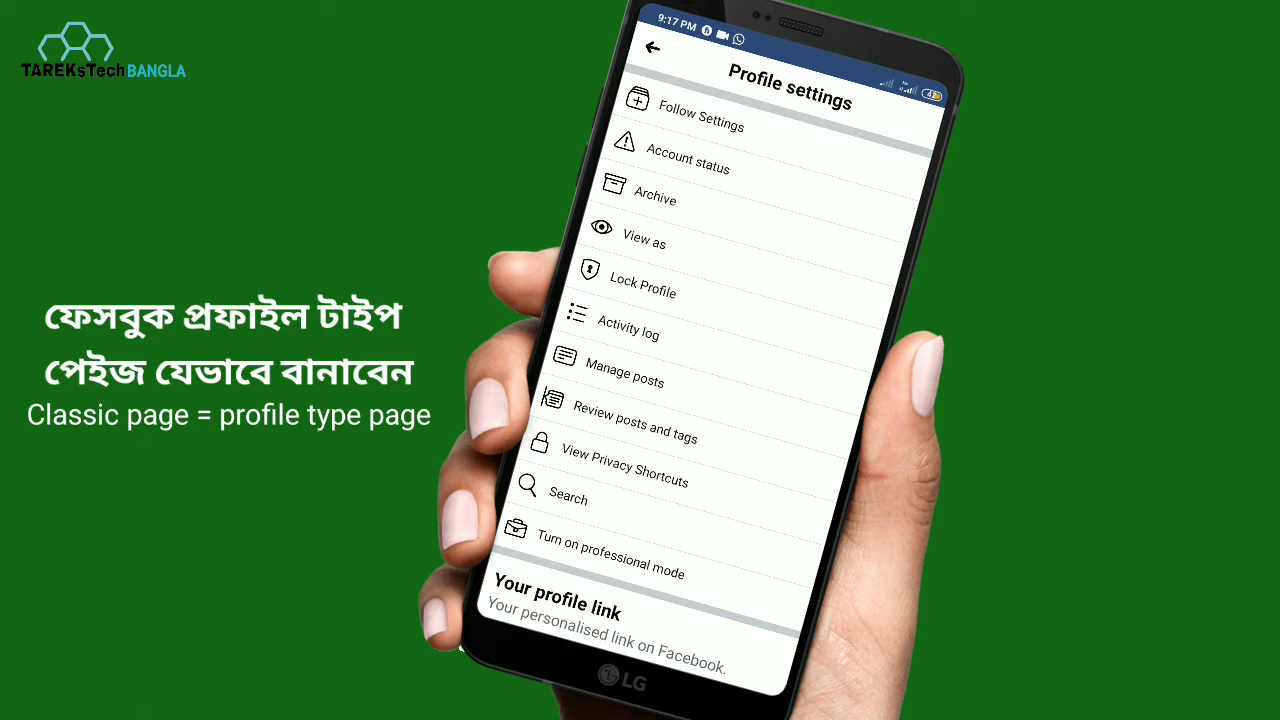 TAREKsTech BANGLA
ফেসবুক প্রফাইল টাইপ
পেইজ যেভাবে বানাবেন
Classic page = profile type page
9:17 PM
Profile settings
Follow Settings
Account status
Archive
View as
Lock Profile
Activity log
Manage posts
Review posts and tags
View Privacy Shortcuts
Search
Turn on professional mode
Your profile link
Your personalised link on Facebook.
LG